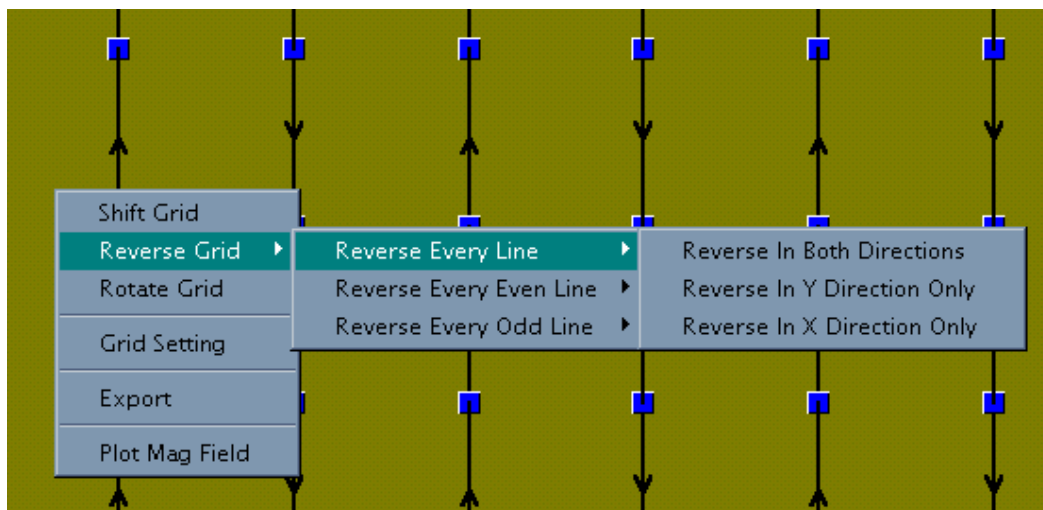 Shift Grid
Reverse Grid
Rotate Grid
Grid Setting
Export
Plot Mag Field
Reverse Every Line
Reverse Every Even Line
Reverse Every Odd Line
Reverse In Both Directions
Reverse In Y Direction Only
Reverse In X Direction Only